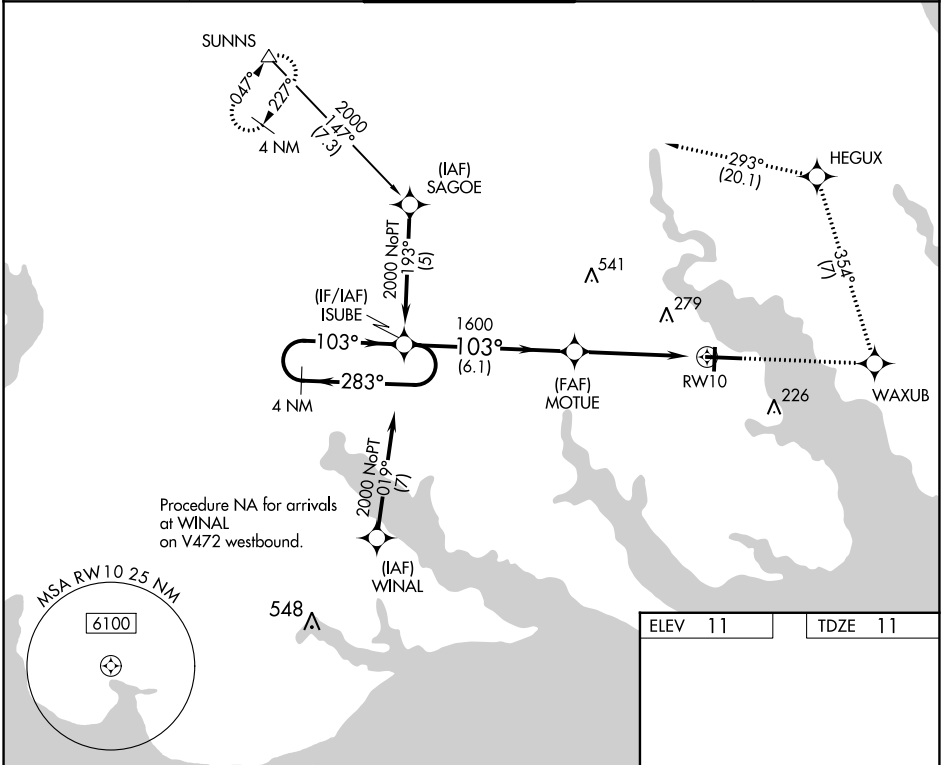 SUNNS
047°
227°
4 NM
2000
147°
(7.3)
(IAF)
SAGOE
2000 NoPT
193°
(5)
(IF/IAF)
ISUBE
103°
283°
4 NM
1600
103°
(6.1)
(FAF)
MOTUE
541
279
RW10
226
WAXUB
HEGUX
293°
(20.1)
354°
(7)
2000 NoPT
019°
(7)
(IAF)
WINAL
Procedure NA for arrivals
at WINAL
on V472 westbound.
548
MSA RW10 25 NM
6100
ELEV 11
TDZE 11